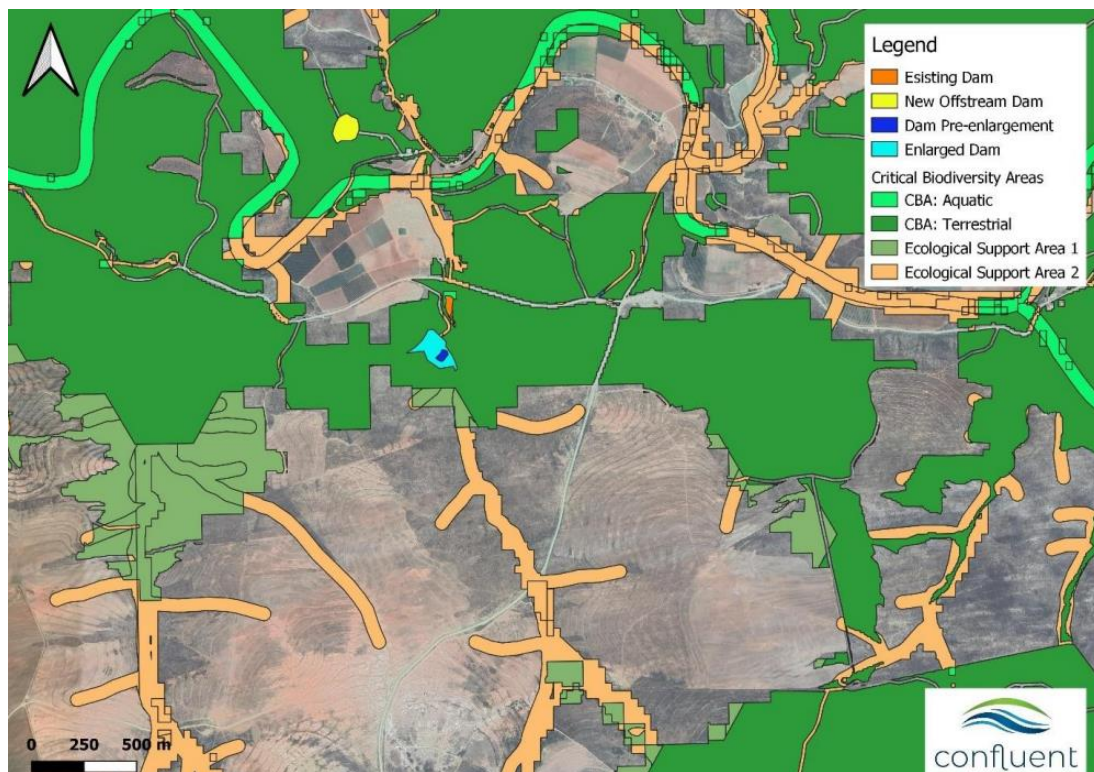 Legend
Esisting Dam
New Offstream Dam
Dam Pre-enlargement
Enlarged Dam
Critical Biodiversity Areas
CBA: Aquatic
CBA: Terrestrial
Ecological Support Area 1
Ecological Support Area 2
0 250 500 m
confluent